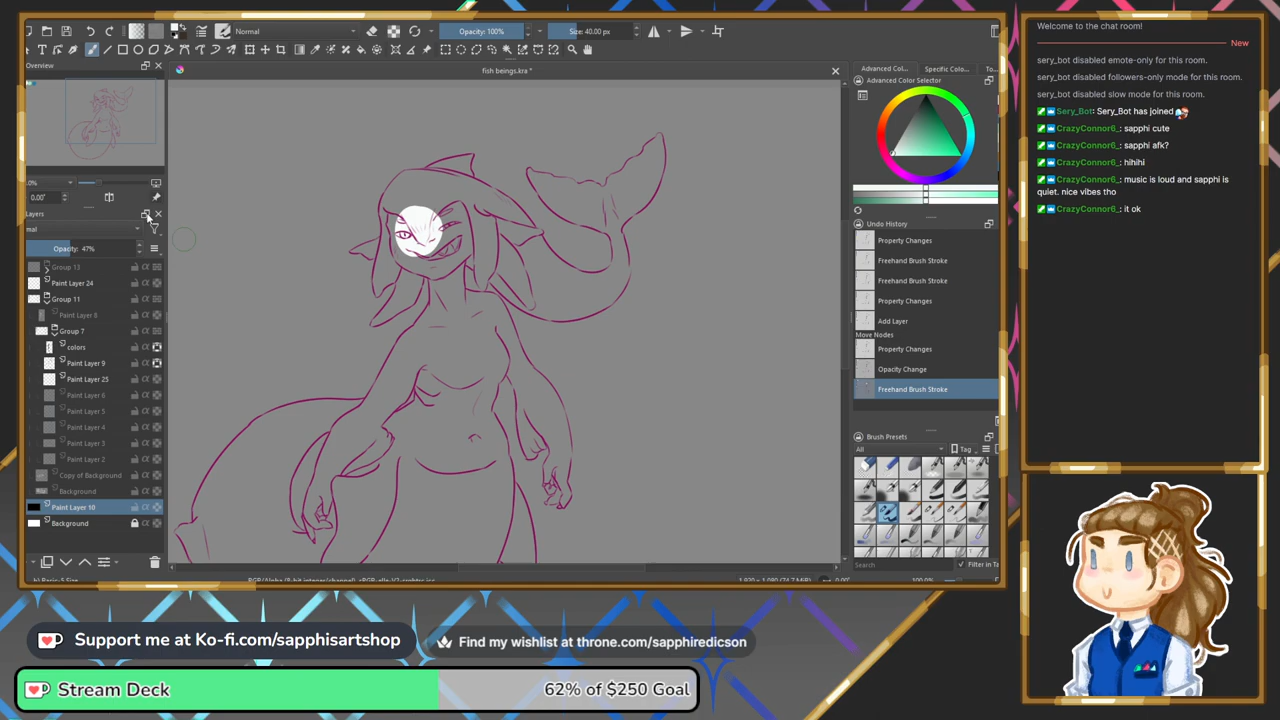 Normal
Opacity: 100%
Size: 40.00 px
Overview
fish beings.kra *
Advanced Col...
Specific Colo...
To...
Advanced Color Selector
0.00°
Layers
Opacity: 47%
Group 13
Paint Layer 24
Group 11
Paint Layer 8
Group 7
colors
Paint Layer 9
Paint Layer 25
Paint Layer 6
Paint Layer 5
Paint Layer 4
Paint Layer 3
Paint Layer 2
Copy of Background
Background
Paint Layer 10
Background
Undo History
Property Changes
Freehand Brush Stroke
Freehand Brush Stroke
Property Changes
Add Layer
Move Nodes
Property Changes
Opacity Change
Freehand Brush Stroke
Brush Presets
All
Tag
Search
Filter in Ta
Welcome to the chat room!
New
sery_bot disabled emote-only for this room.
sery_bot disabled followers-only mode for this room.
sery_bot disabled slow mode for this room.
Sery_Bot: Sery_Bot has joined
CrazyConnor6_: sapphi cute
CrazyConnor6_: sapphi afk?
CrazyConnor6_: hihihi
CrazyConnor6_: music is loud and sapphi is
quiet. nice vibes tho
CrazyConnor6_: it ok
Support me at Ko-fi.com/sapphisartshop
Find my wishlist at throne.com/sapphiredicson
Stream Deck
62% of $250 Goal